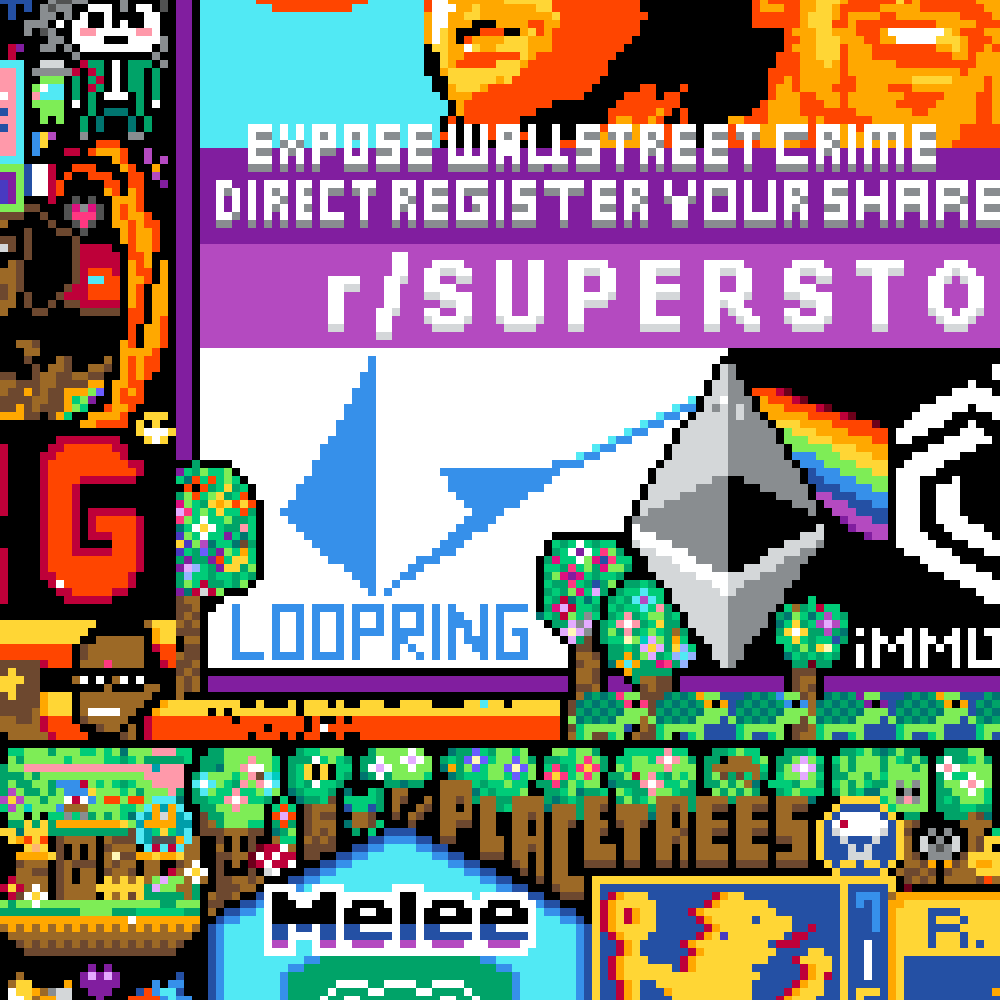 EXPOSE WALLSTREET CRIME
DIRECT REGISTER YOUR SHARE
r/SUPERSTO
G
LOOPRING
iMMU
PLACETREES
Melee
R.